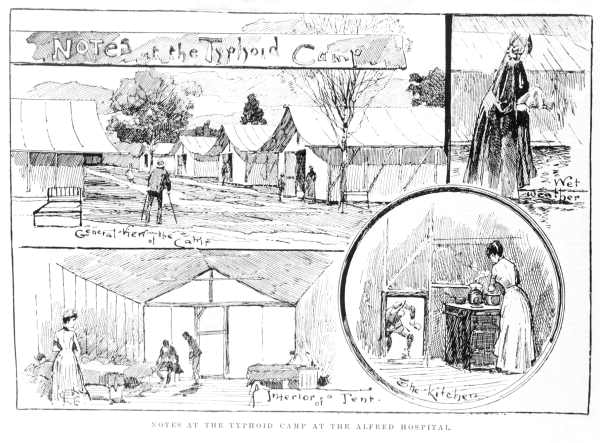 NOTES at the Typhoid Camp
Wet
weather
General View of the Camp
The Kitchen
Interior of a Tent.
NOTES AT THE TYPHOID CAMP AT THE ALFRED HOSPITAL.